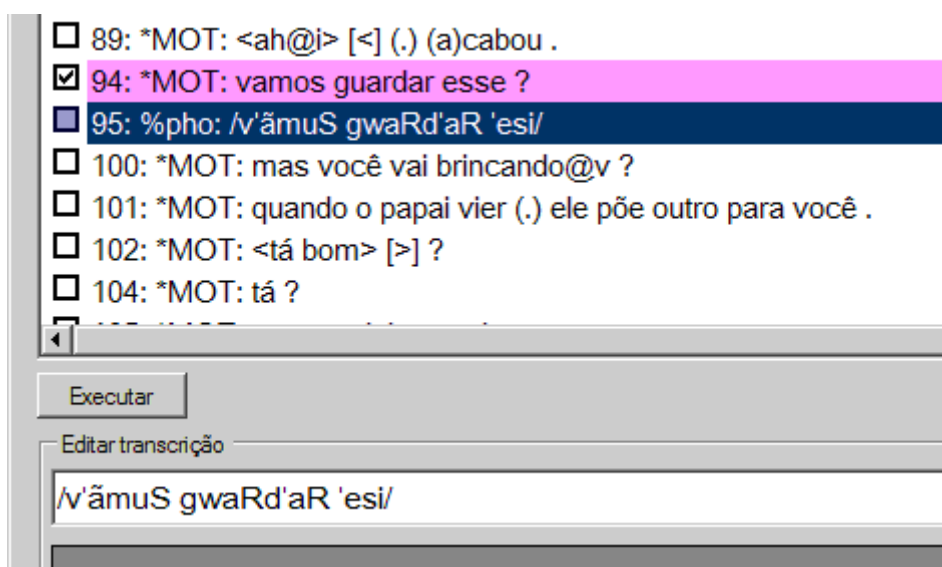 89: *MOT: <ah@i> [<] (.) (a)cabou .
94: *MOT: vamos guardar esse ?
95: %pho: /v'ãmuS gwaRd'aR 'esi/
100: *MOT: mas você vai brincando@v ?
101: *MOT: quando o papai vier (.) ele põe outro para você .
102: *MOT: <tá bom> [>] ?
104: *MOT: tá ?
Executar
Editar transcrição
/v'ãmuS gwaRd'aR 'esi/